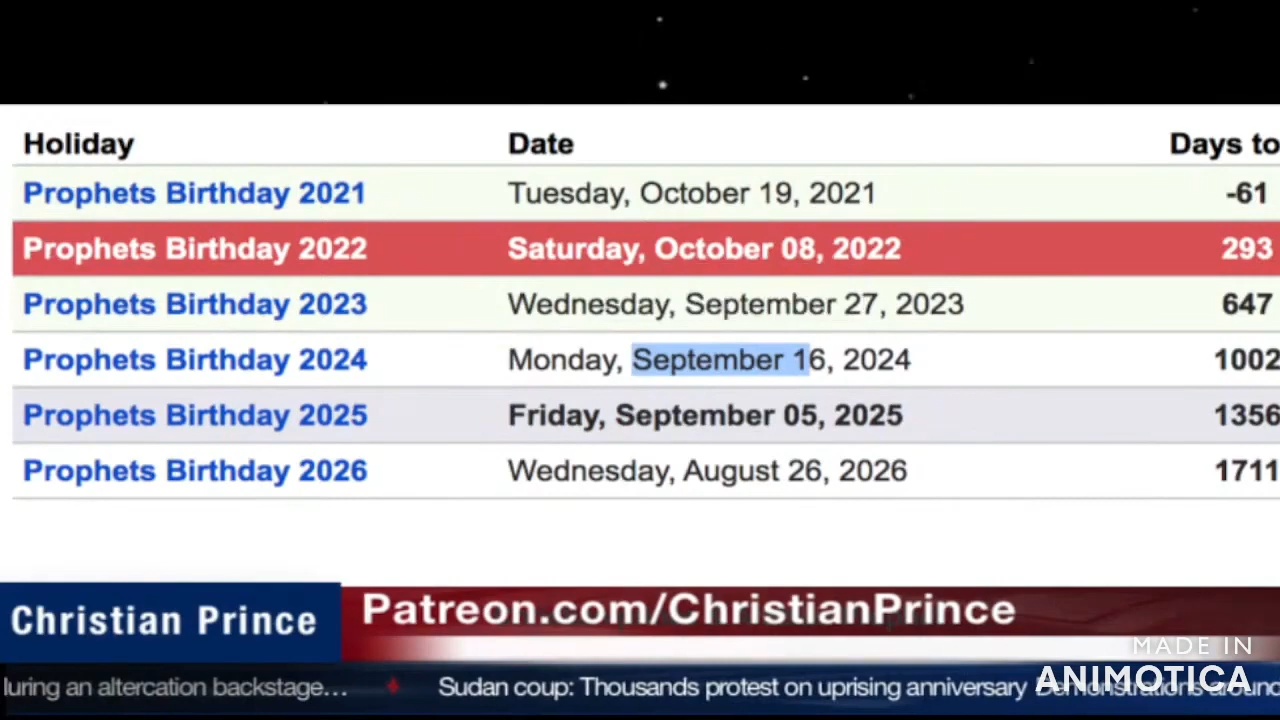 Holiday Date Days to
Prophets Birthday 2021 Tuesday, October 19, 2021 -61
Prophets Birthday 2022 Saturday, October 08, 2022 293
Prophets Birthday 2023 Wednesday, September 27, 2023 647
Prophets Birthday 2024 Monday, September 16, 2024 1002
Prophets Birthday 2025 Friday, September 05, 2025 1356
Prophets Birthday 2026 Wednesday, August 26, 2026 1711
Christian Prince Patreon.com/ChristianPrince
MADE IN
ANIMOTICA
luring an altercation backstage... ♦ Sudan coup: Thousands protest on uprising anniversary Demonstrations around